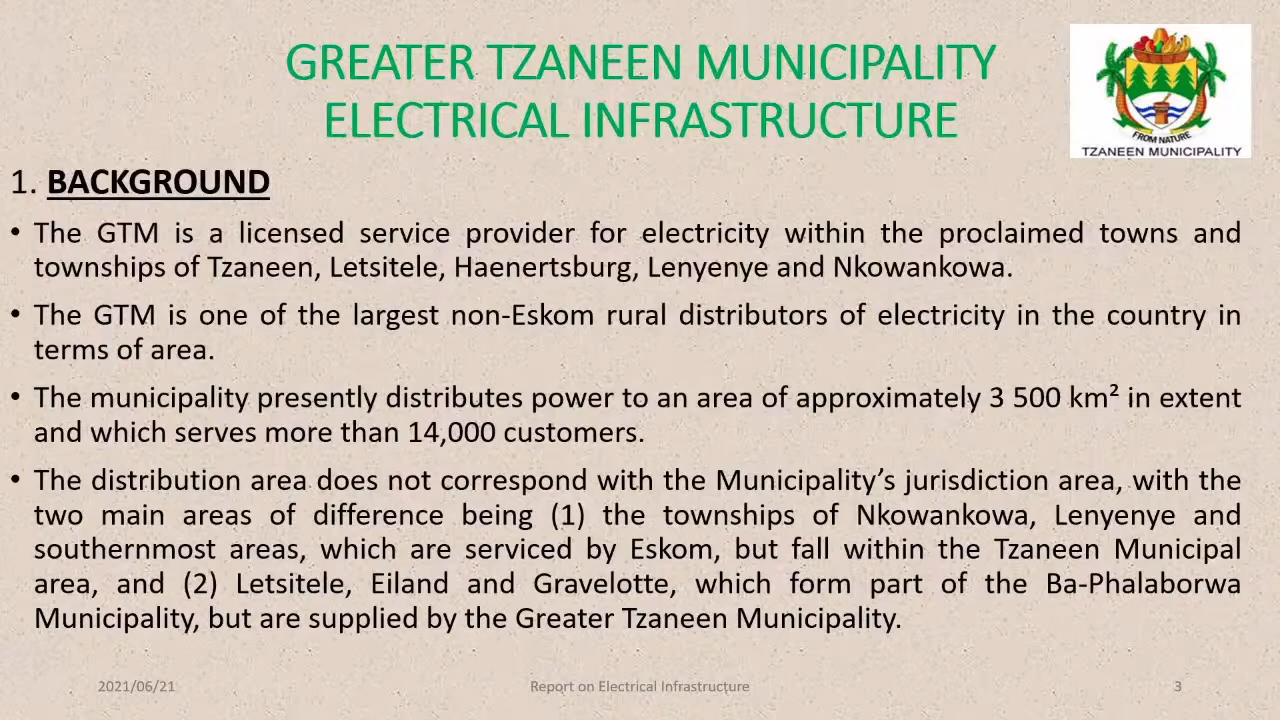 GREATER TZANEEN MUNICIPALITY
ELECTRICAL INFRASTRUCTURE
FROM NATURE
TZANEEN MUNICIPALITY
1. BACKGROUND
• The GTM is a licensed service provider for electricity within the proclaimed towns and
townships of Tzaneen, Letsitele, Haenertsburg, Lenyenye and Nkowankowa.
• The GTM is one of the largest non-Eskom rural distributors of electricity in the country in
terms of area.
• The municipality presently distributes power to an area of approximately 3 500 km² in extent
and which serves more than 14,000 customers.
• The distribution area does not correspond with the Municipality’s jurisdiction area, with the
two main areas of difference being (1) the townships of Nkowankowa, Lenyenye and
southernmost areas, which are serviced by Eskom, but fall within the Tzaneen Municipal
area, and (2) Letsitele, Eiland and Gravelotte, which form part of the Ba-Phalaborwa
Municipality, but are supplied by the Greater Tzaneen Municipality.
2021/06/21
Report on Electrical Infrastructure
3